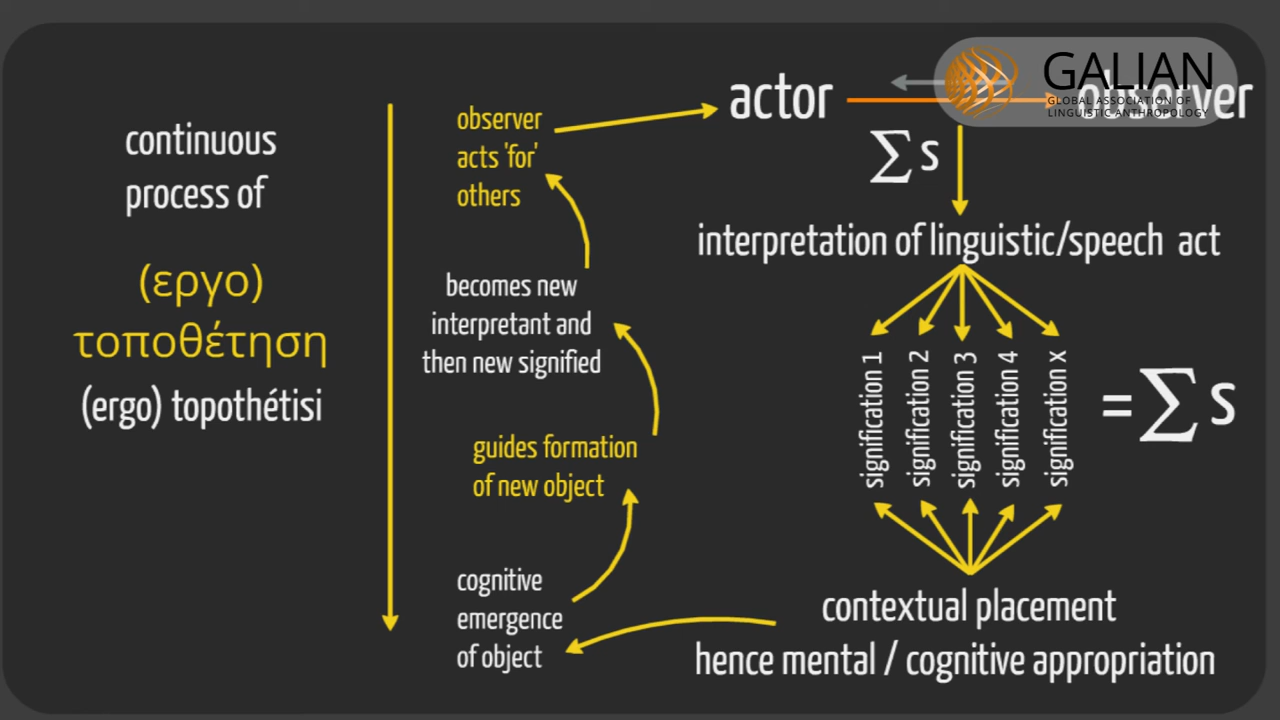 continuous
process of
(εργο)
τοποθέτηση
(ergo) topothétisi
observer
acts 'for'
others
becomes new
interpretant and
then new signified
guides formation
of new object
cognitive
emergence
of object
actor
observer
GALIAN
GLOBAL ASSOCIATION OF
LINGUISTIC ANTHROPOLOGY
∑ s
interpretation of linguistic/speech act
signification 1
signification 2
signification 3
signification 4
signification x
= ∑ s
contextual placement
hence mental / cognitive appropriation